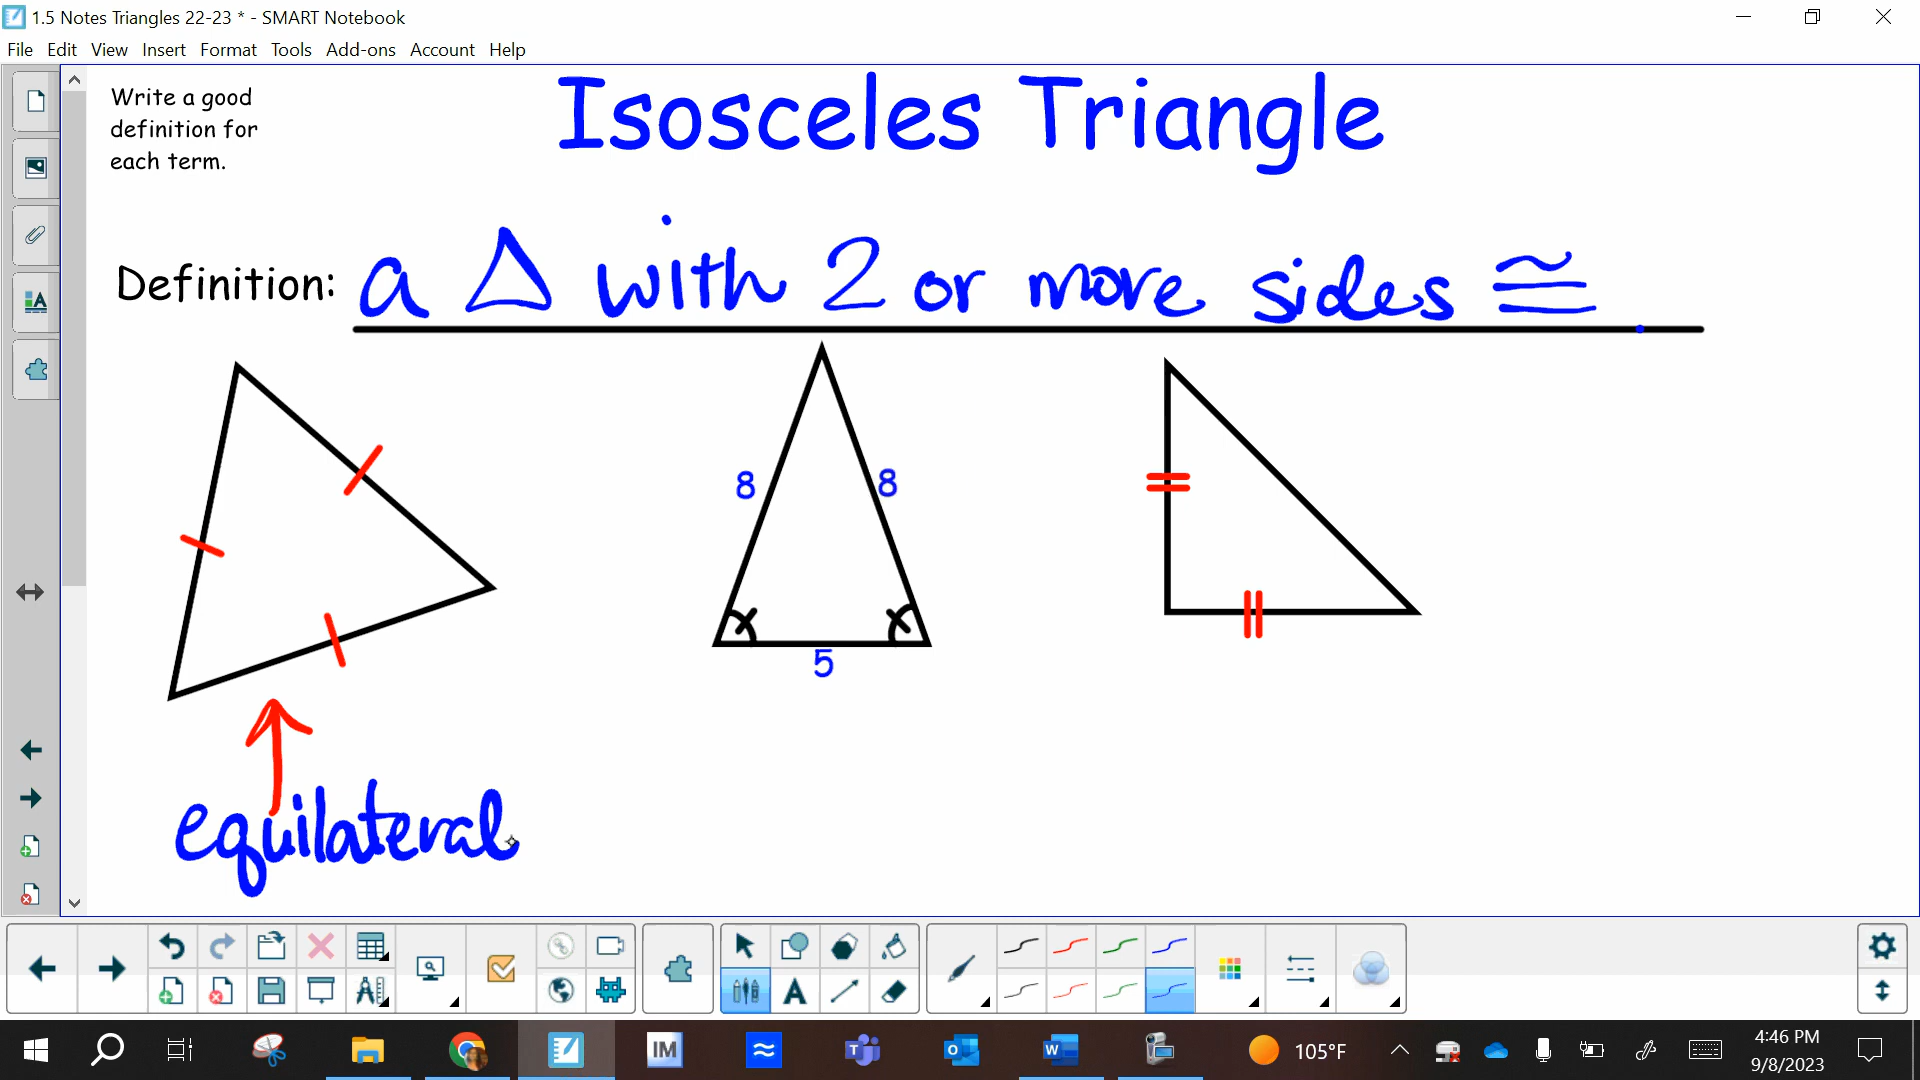 1.5 Notes Triangles 22-23 * - SMART Notebook
File Edit View Insert Format Tools Add-ons Account Help
Write a good
definition for
each term.
Isosceles Triangle
Definition: a △ with 2 or more sides ≅.
8 8
5
equilateral
IM
105°F
4:46 PM
9/8/2023